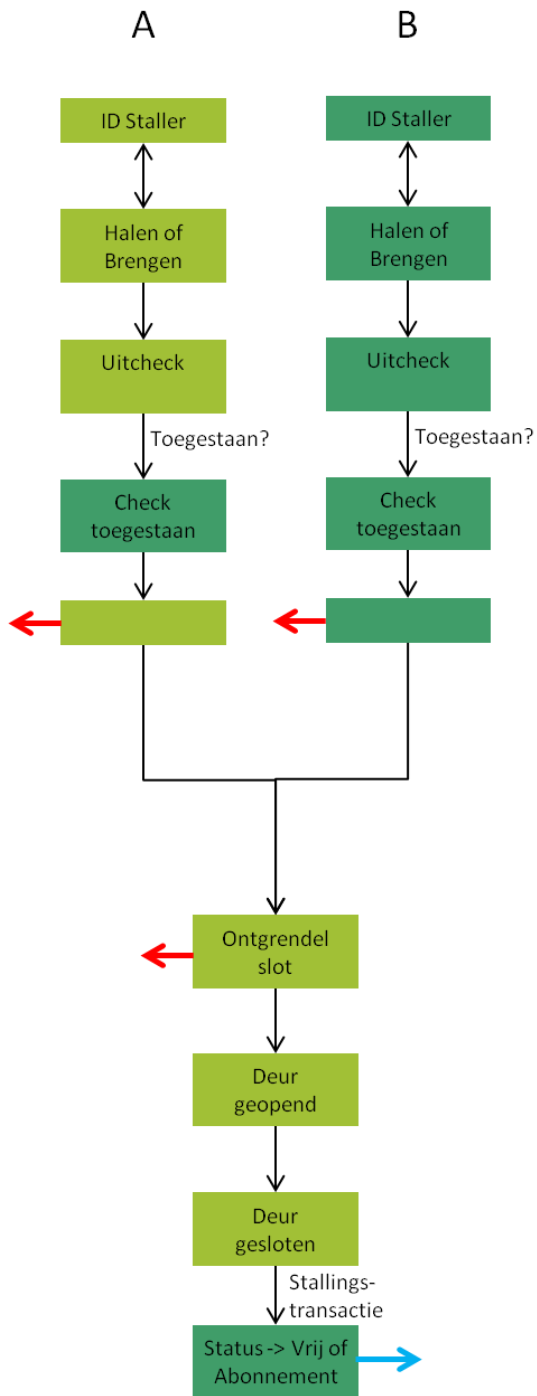 A
B
ID Staller
ID Staller
Halen of
Brengen
Halen of
Brengen
Uitcheck
Uitcheck
Toegestaan?
Toegestaan?
Check
toegestaan
Check
toegestaan
Ontgrendel
slot
Deur
geopend
Deur
gesloten
Stallings-
transactie
Status -> Vrij of
Abonnement